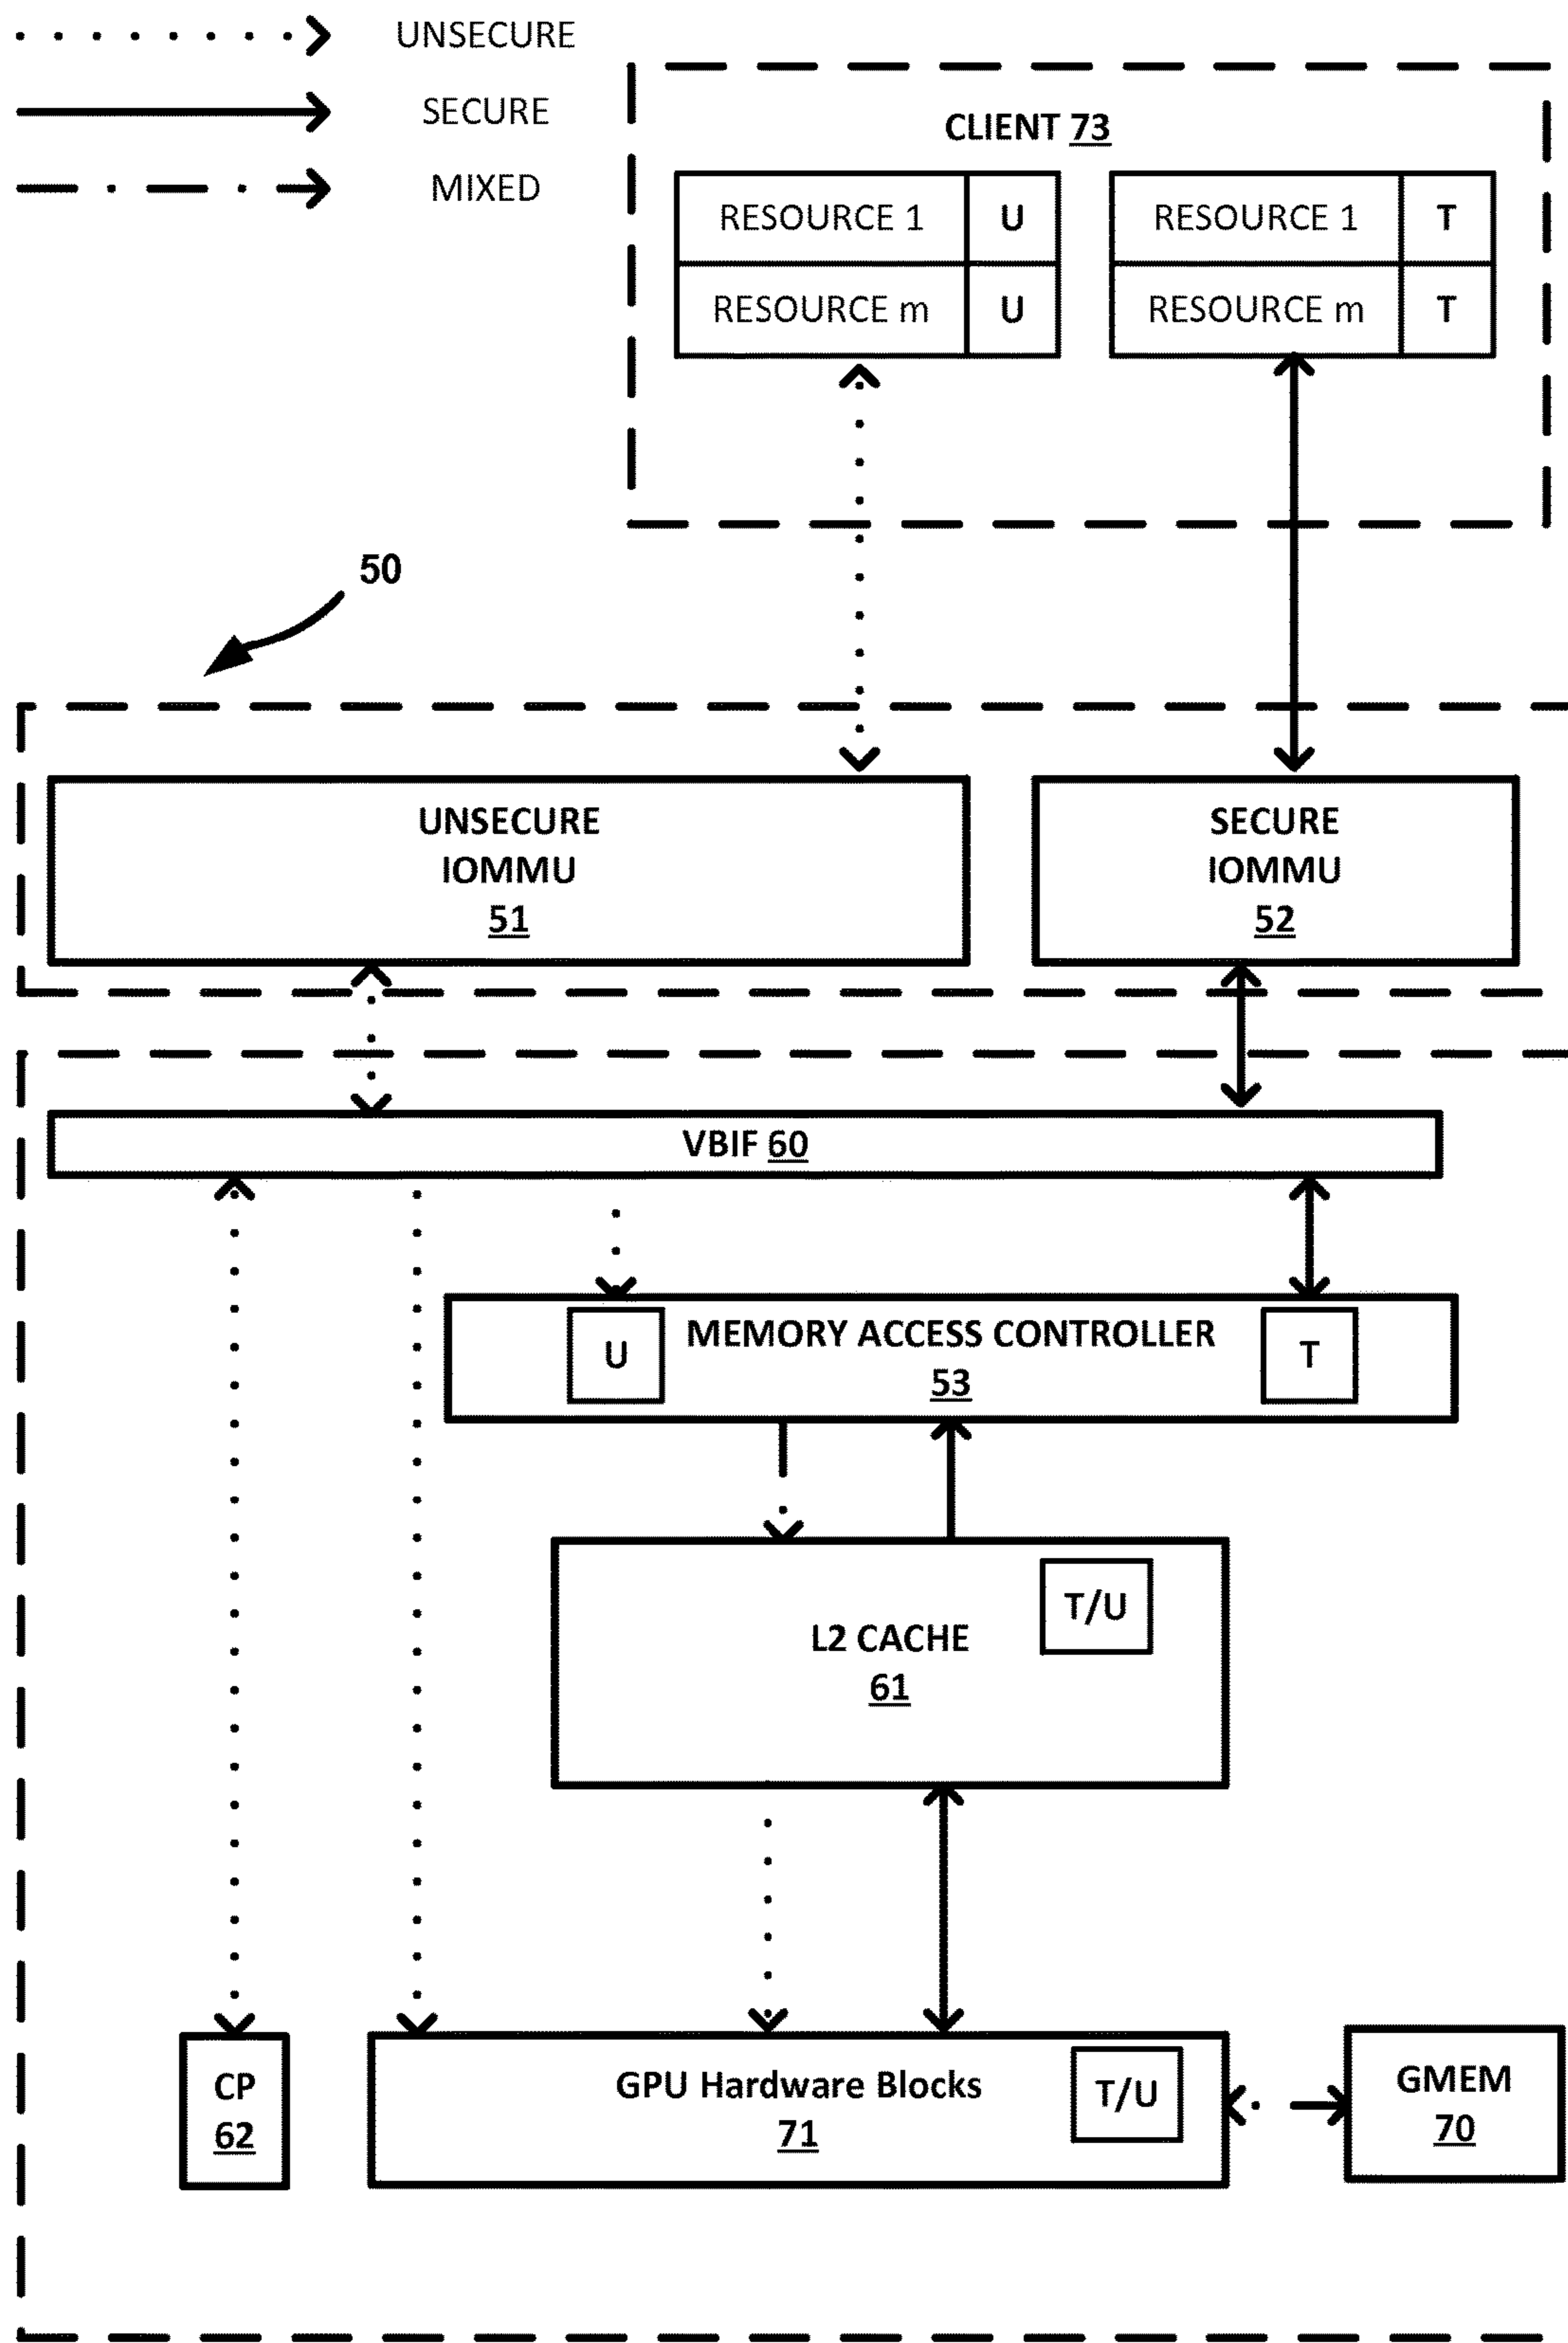 UNSECURE
SECURE
MIXED
CLIENT 73
RESOURCE 1 U
RESOURCE m U
RESOURCE 1 T
RESOURCE m T
50
UNSECURE
IOMMU
51
SECURE
IOMMU
52
VBIF 60
U
MEMORY ACCESS CONTROLLER
53
T
T/U
L2 CACHE
61
CP
62
GPU Hardware Blocks
71
T/U
GMEM
70